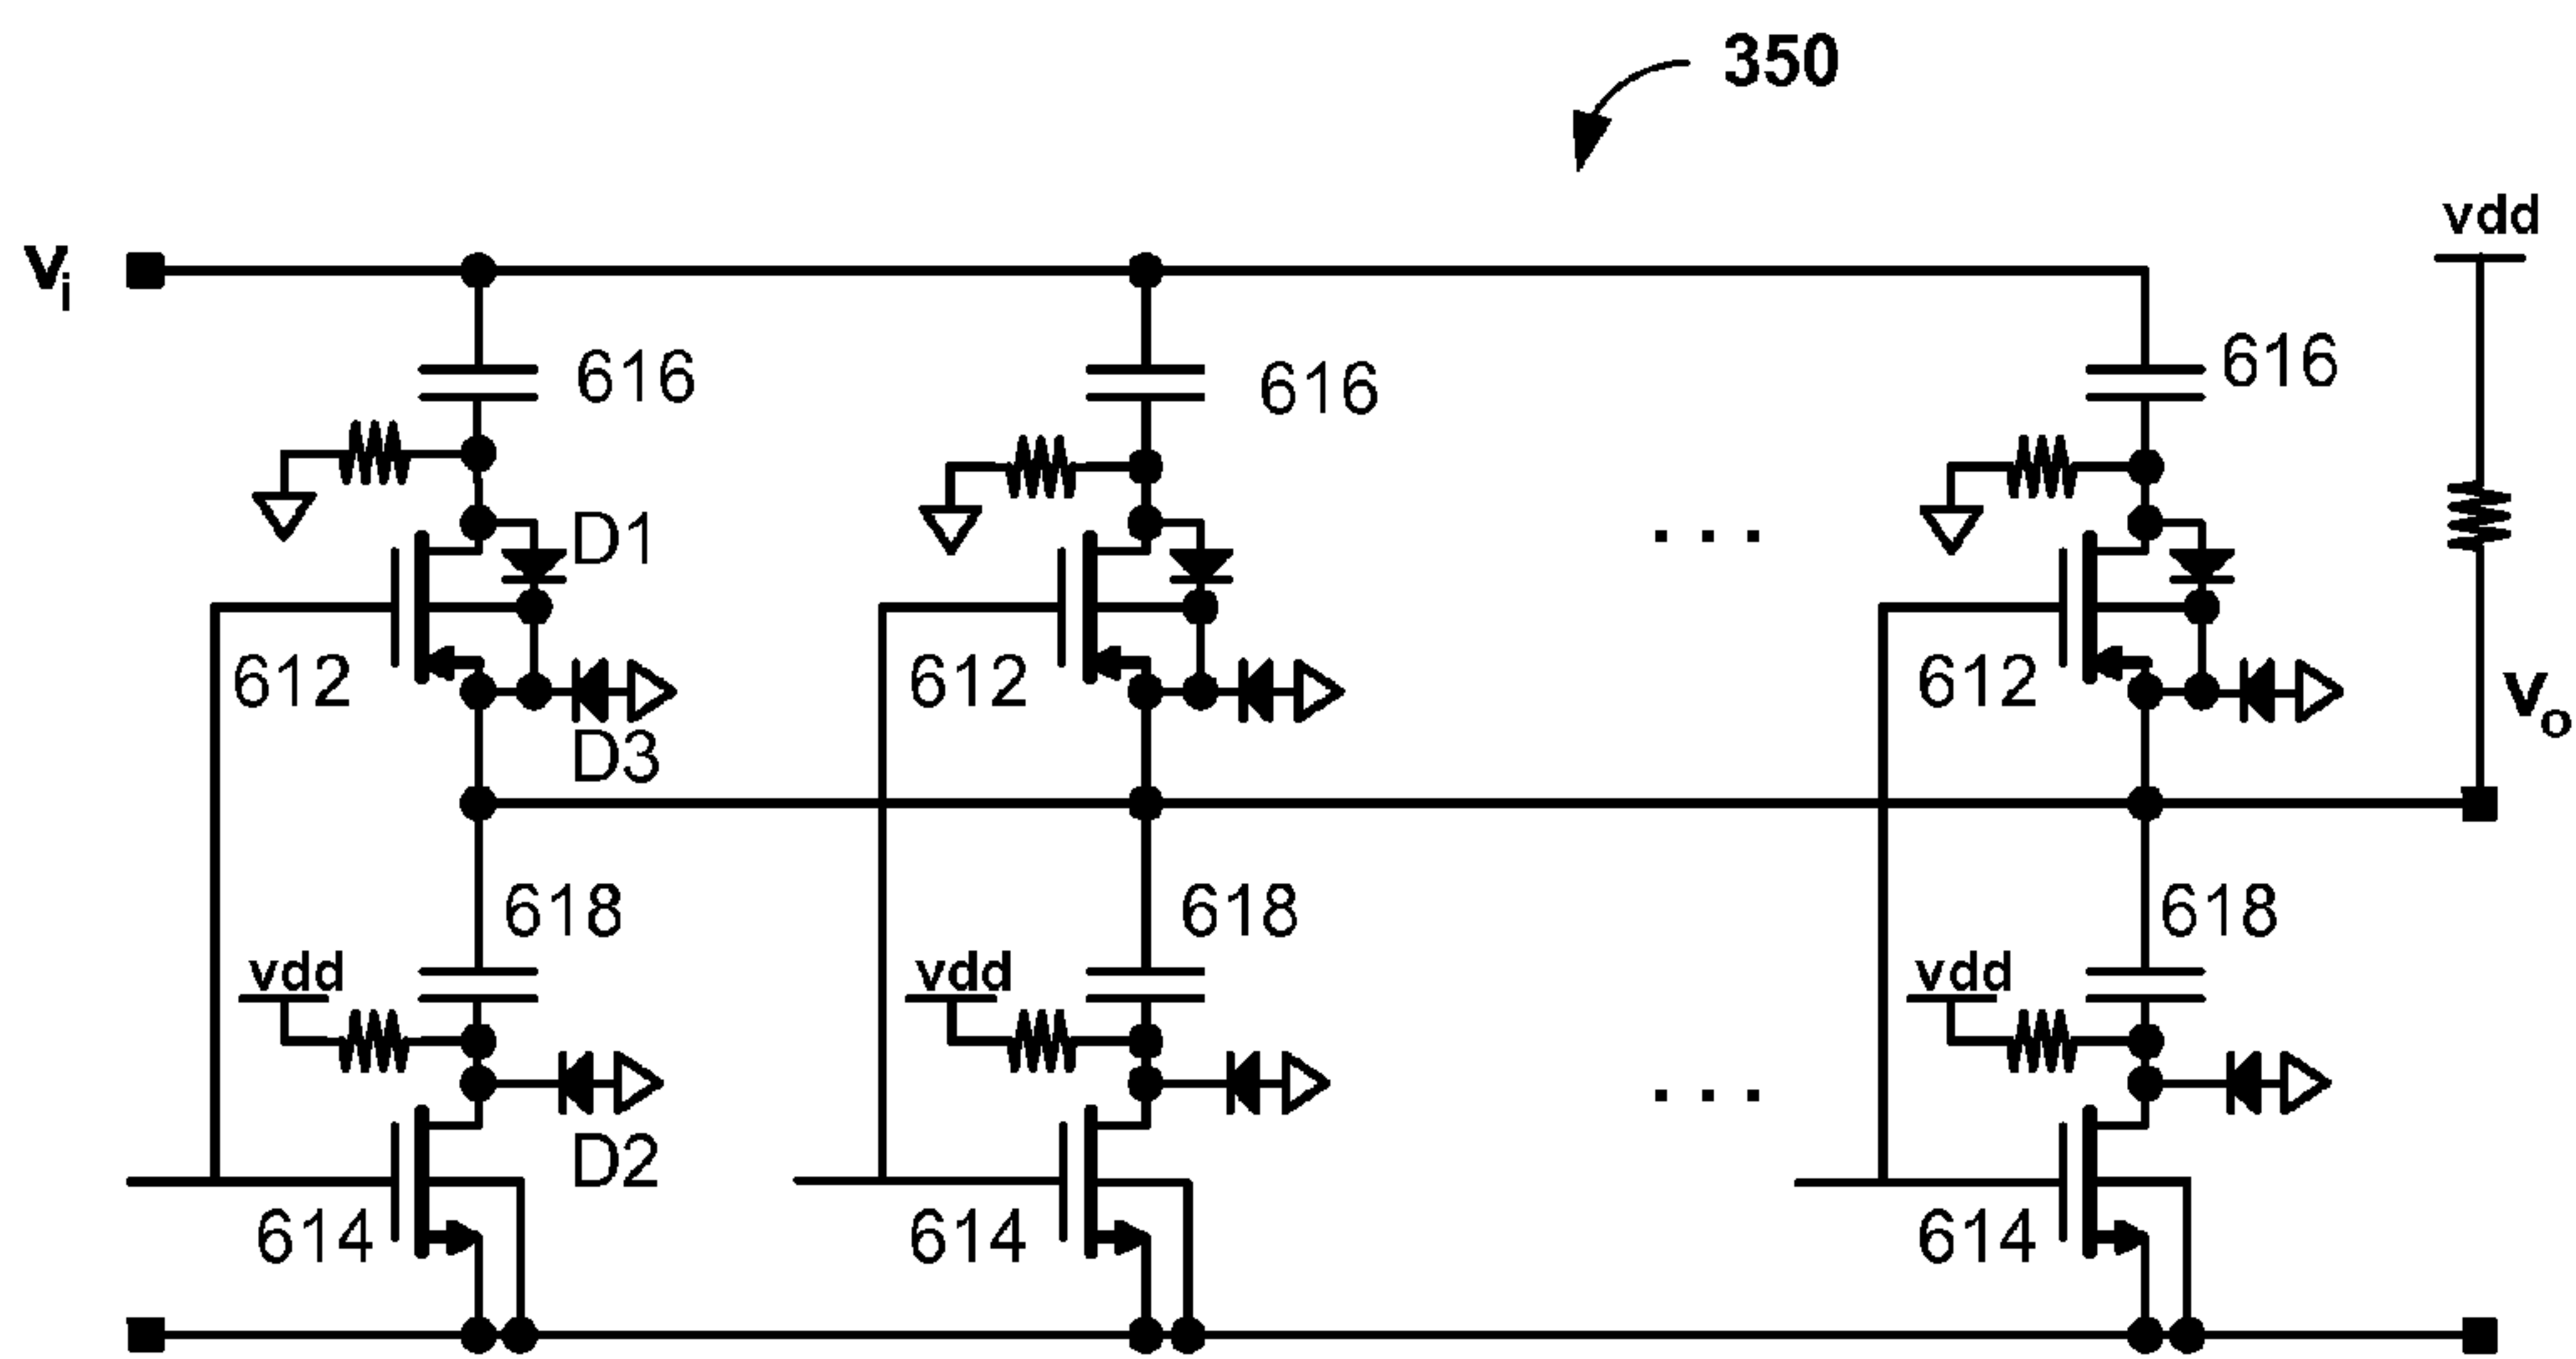 350
vdd
Vi
616 616 616
D1
. . .
612 612 612
Vo
D3
618 618 618
vdd vdd vdd
. . .
D2
614 614 614